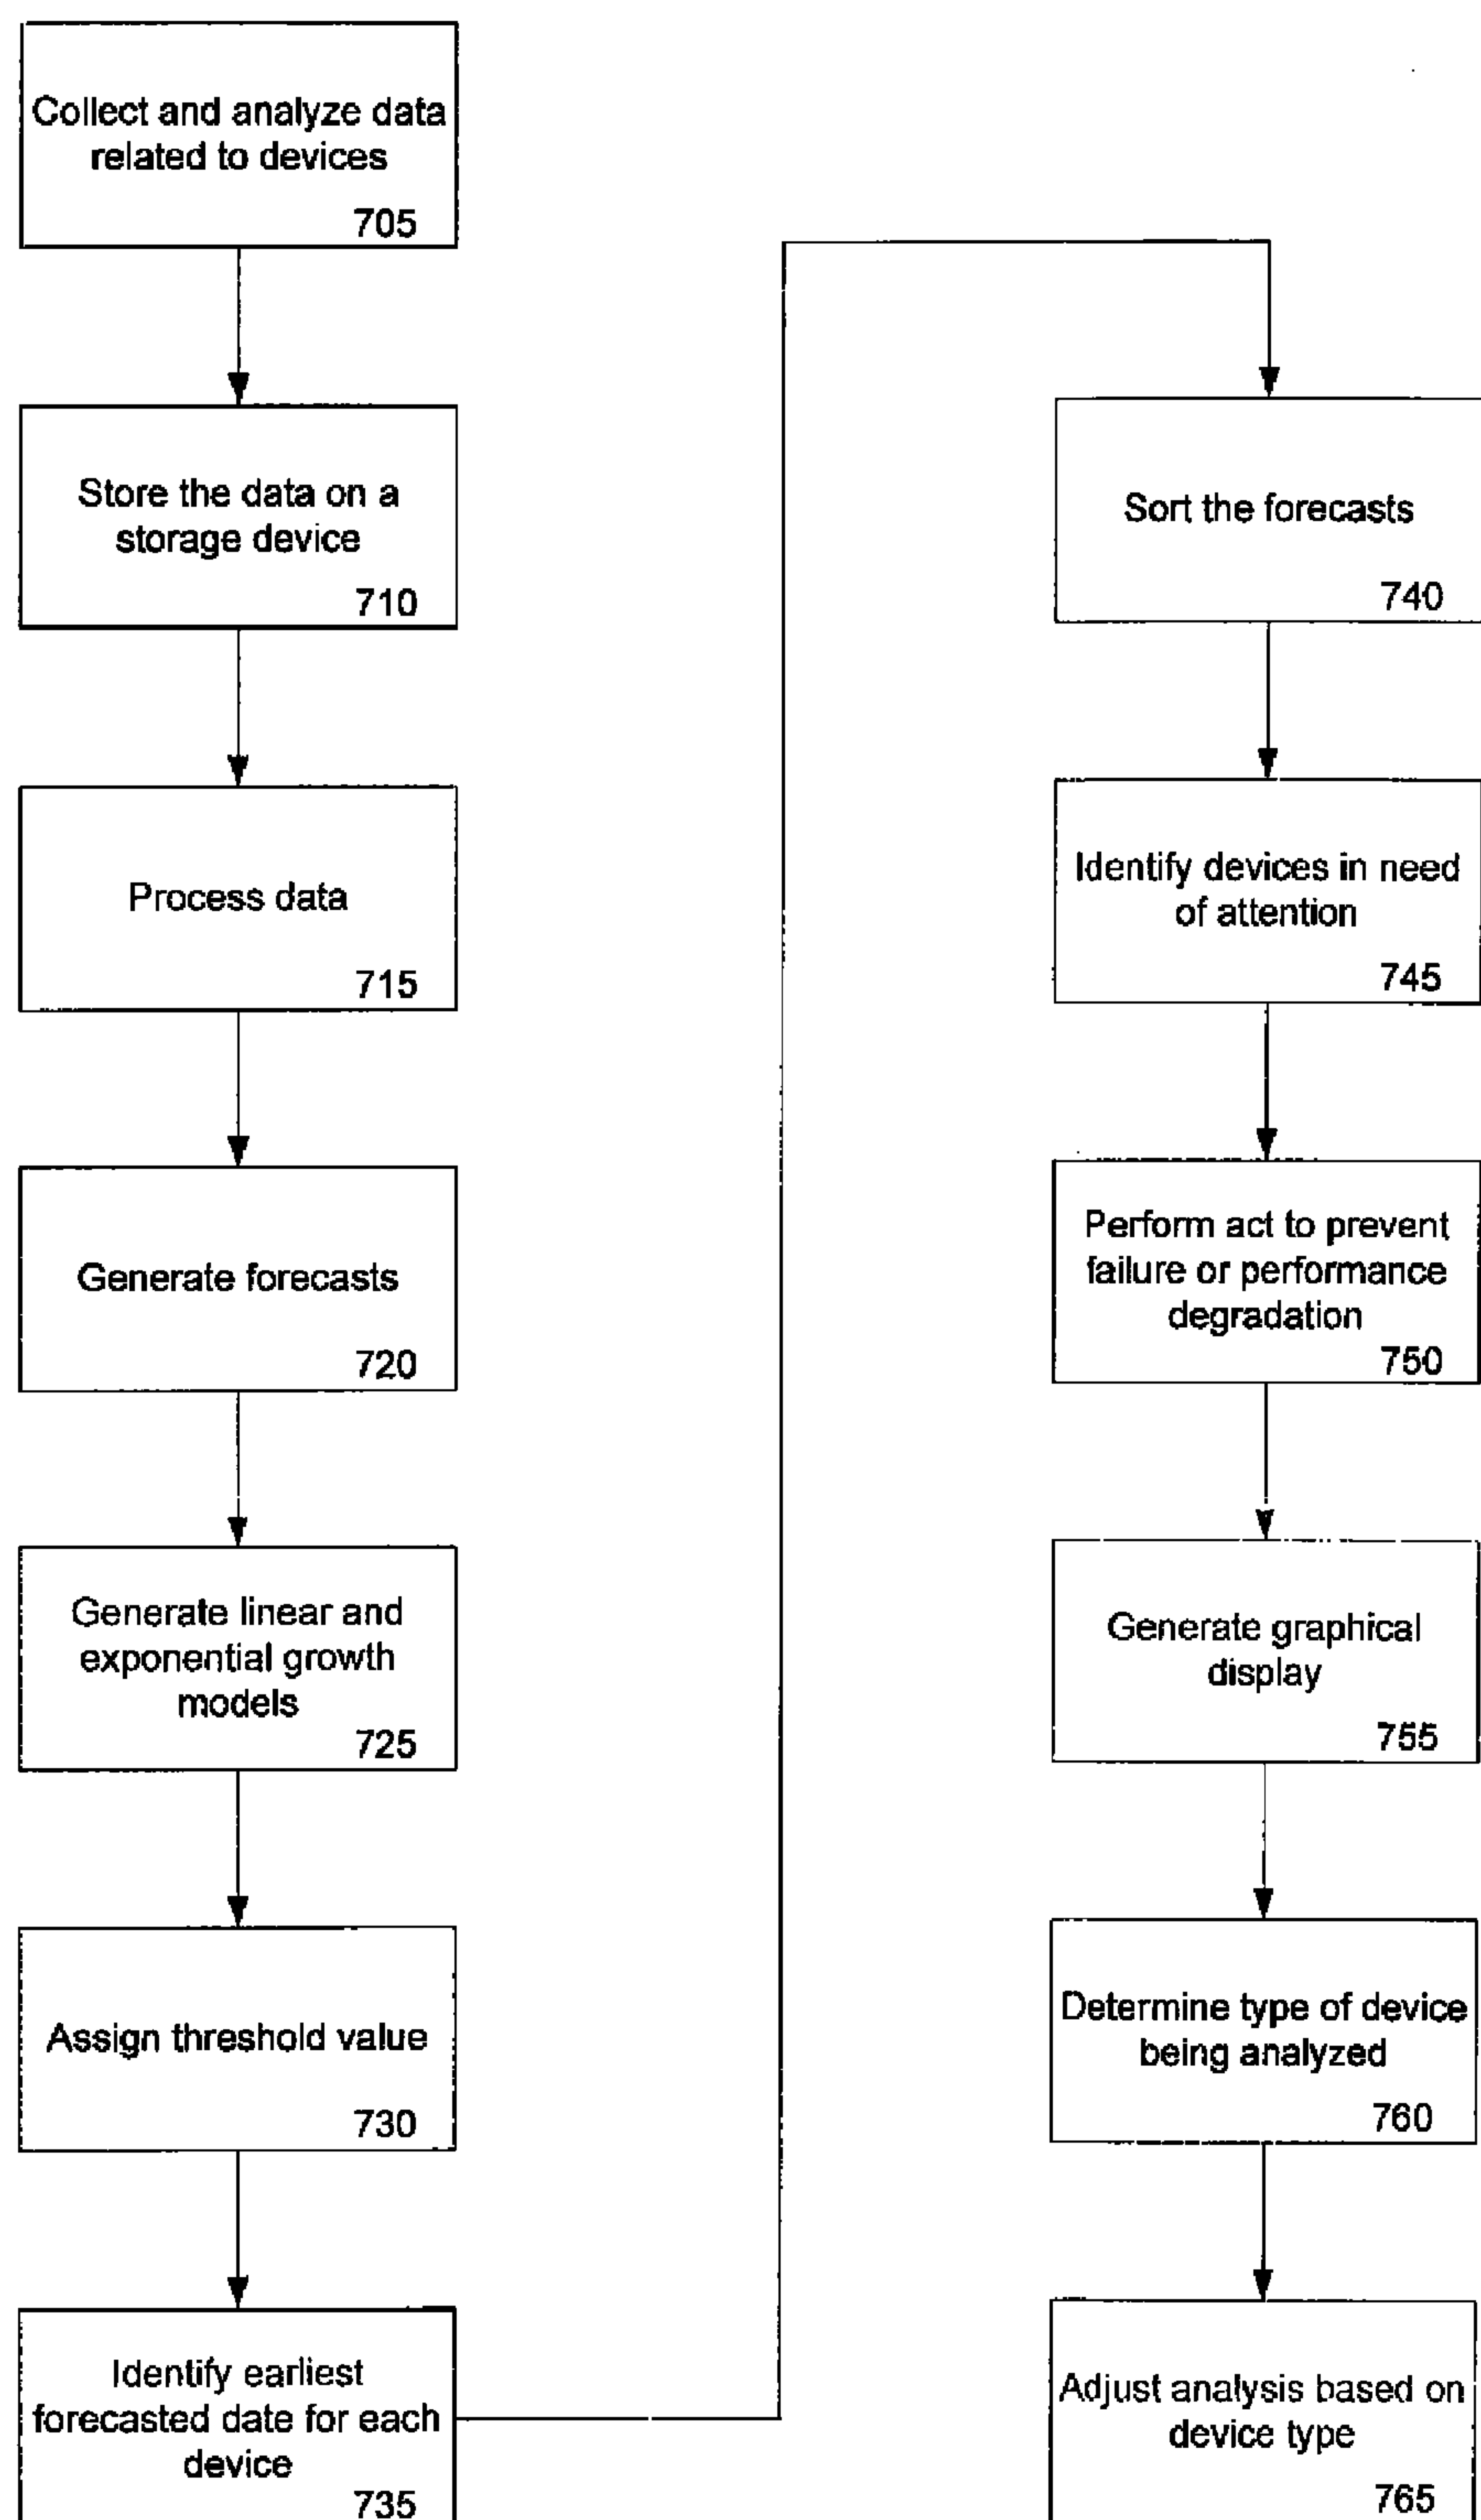 Collect and analyze data
related to devices
705
Store the data on a
storage device
710
Process data
715
Generate forecasts
720
Generate linear and
exponential growth
models
725
Assign threshold value
730
Identify earliest
forecasted date for each
device
735
Sort the forecasts
740
Identify devices in need
of attention
745
Perform act to prevent
failure or performance
degradation
750
Generate graphical
display
755
Determine type of device
being analyzed
760
Adjust analysis based on
device type
765